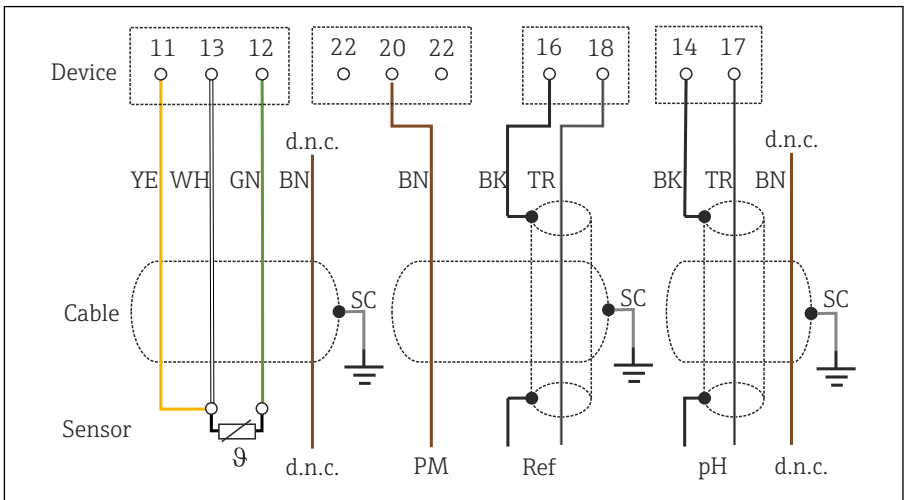 11 13 12 22 20 22 16 18 14 17
Device
d.n.c. d.n.c.
YE WH GN BN BN BK TR BK TR BN
SC SC SC
Cable
Sensor
ϑ d.n.c. PM Ref pH d.n.c.